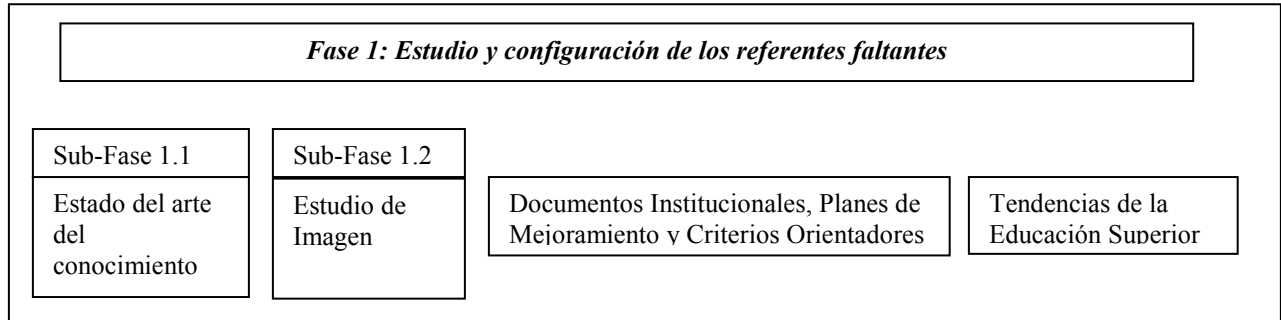 Fase 1: Estudio y configuración de los referentes faltantes
Sub-Fase 1.1
Estado del arte
del
conocimiento
Sub-Fase 1.2
Estudio de
Imagen
Documentos Institucionales, Planes de
Mejoramiento y Criterios Orientadores
Tendencias de la
Educación Superior